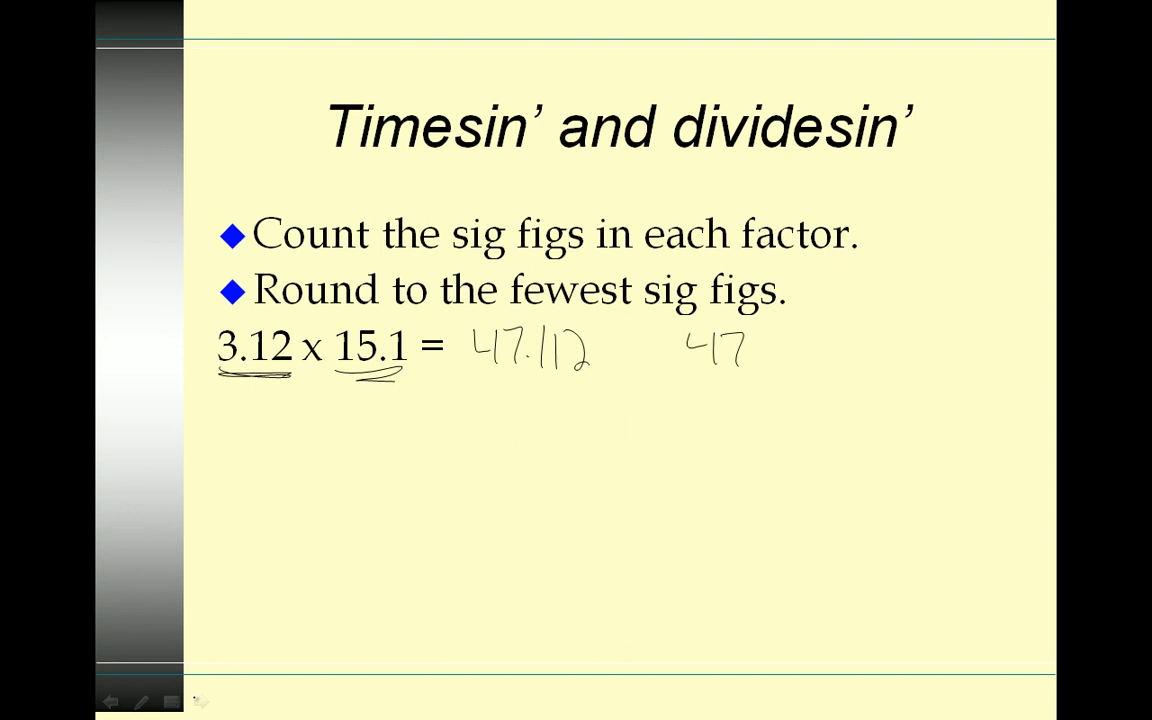 Timesin’ and dividesin’
Count the sig figs in each factor.
Round to the fewest sig figs.
3.12 x 15.1 = 47.112 47